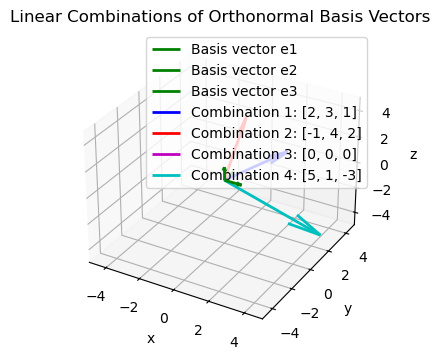 Linear Combinations of Orthonormal Basis Vectors
Basis vector e1
Basis vector e2
Basis vector e3
Combination 1: [2, 3, 1]
Combination 2: [-1, 4, 2]
Combination 3: [0, 0, 0]
Combination 4: [5, 1, -3]
4
2
0
−2
−4
z
−4
−2
0
2
4
x
−4
−2
0
2
4
y